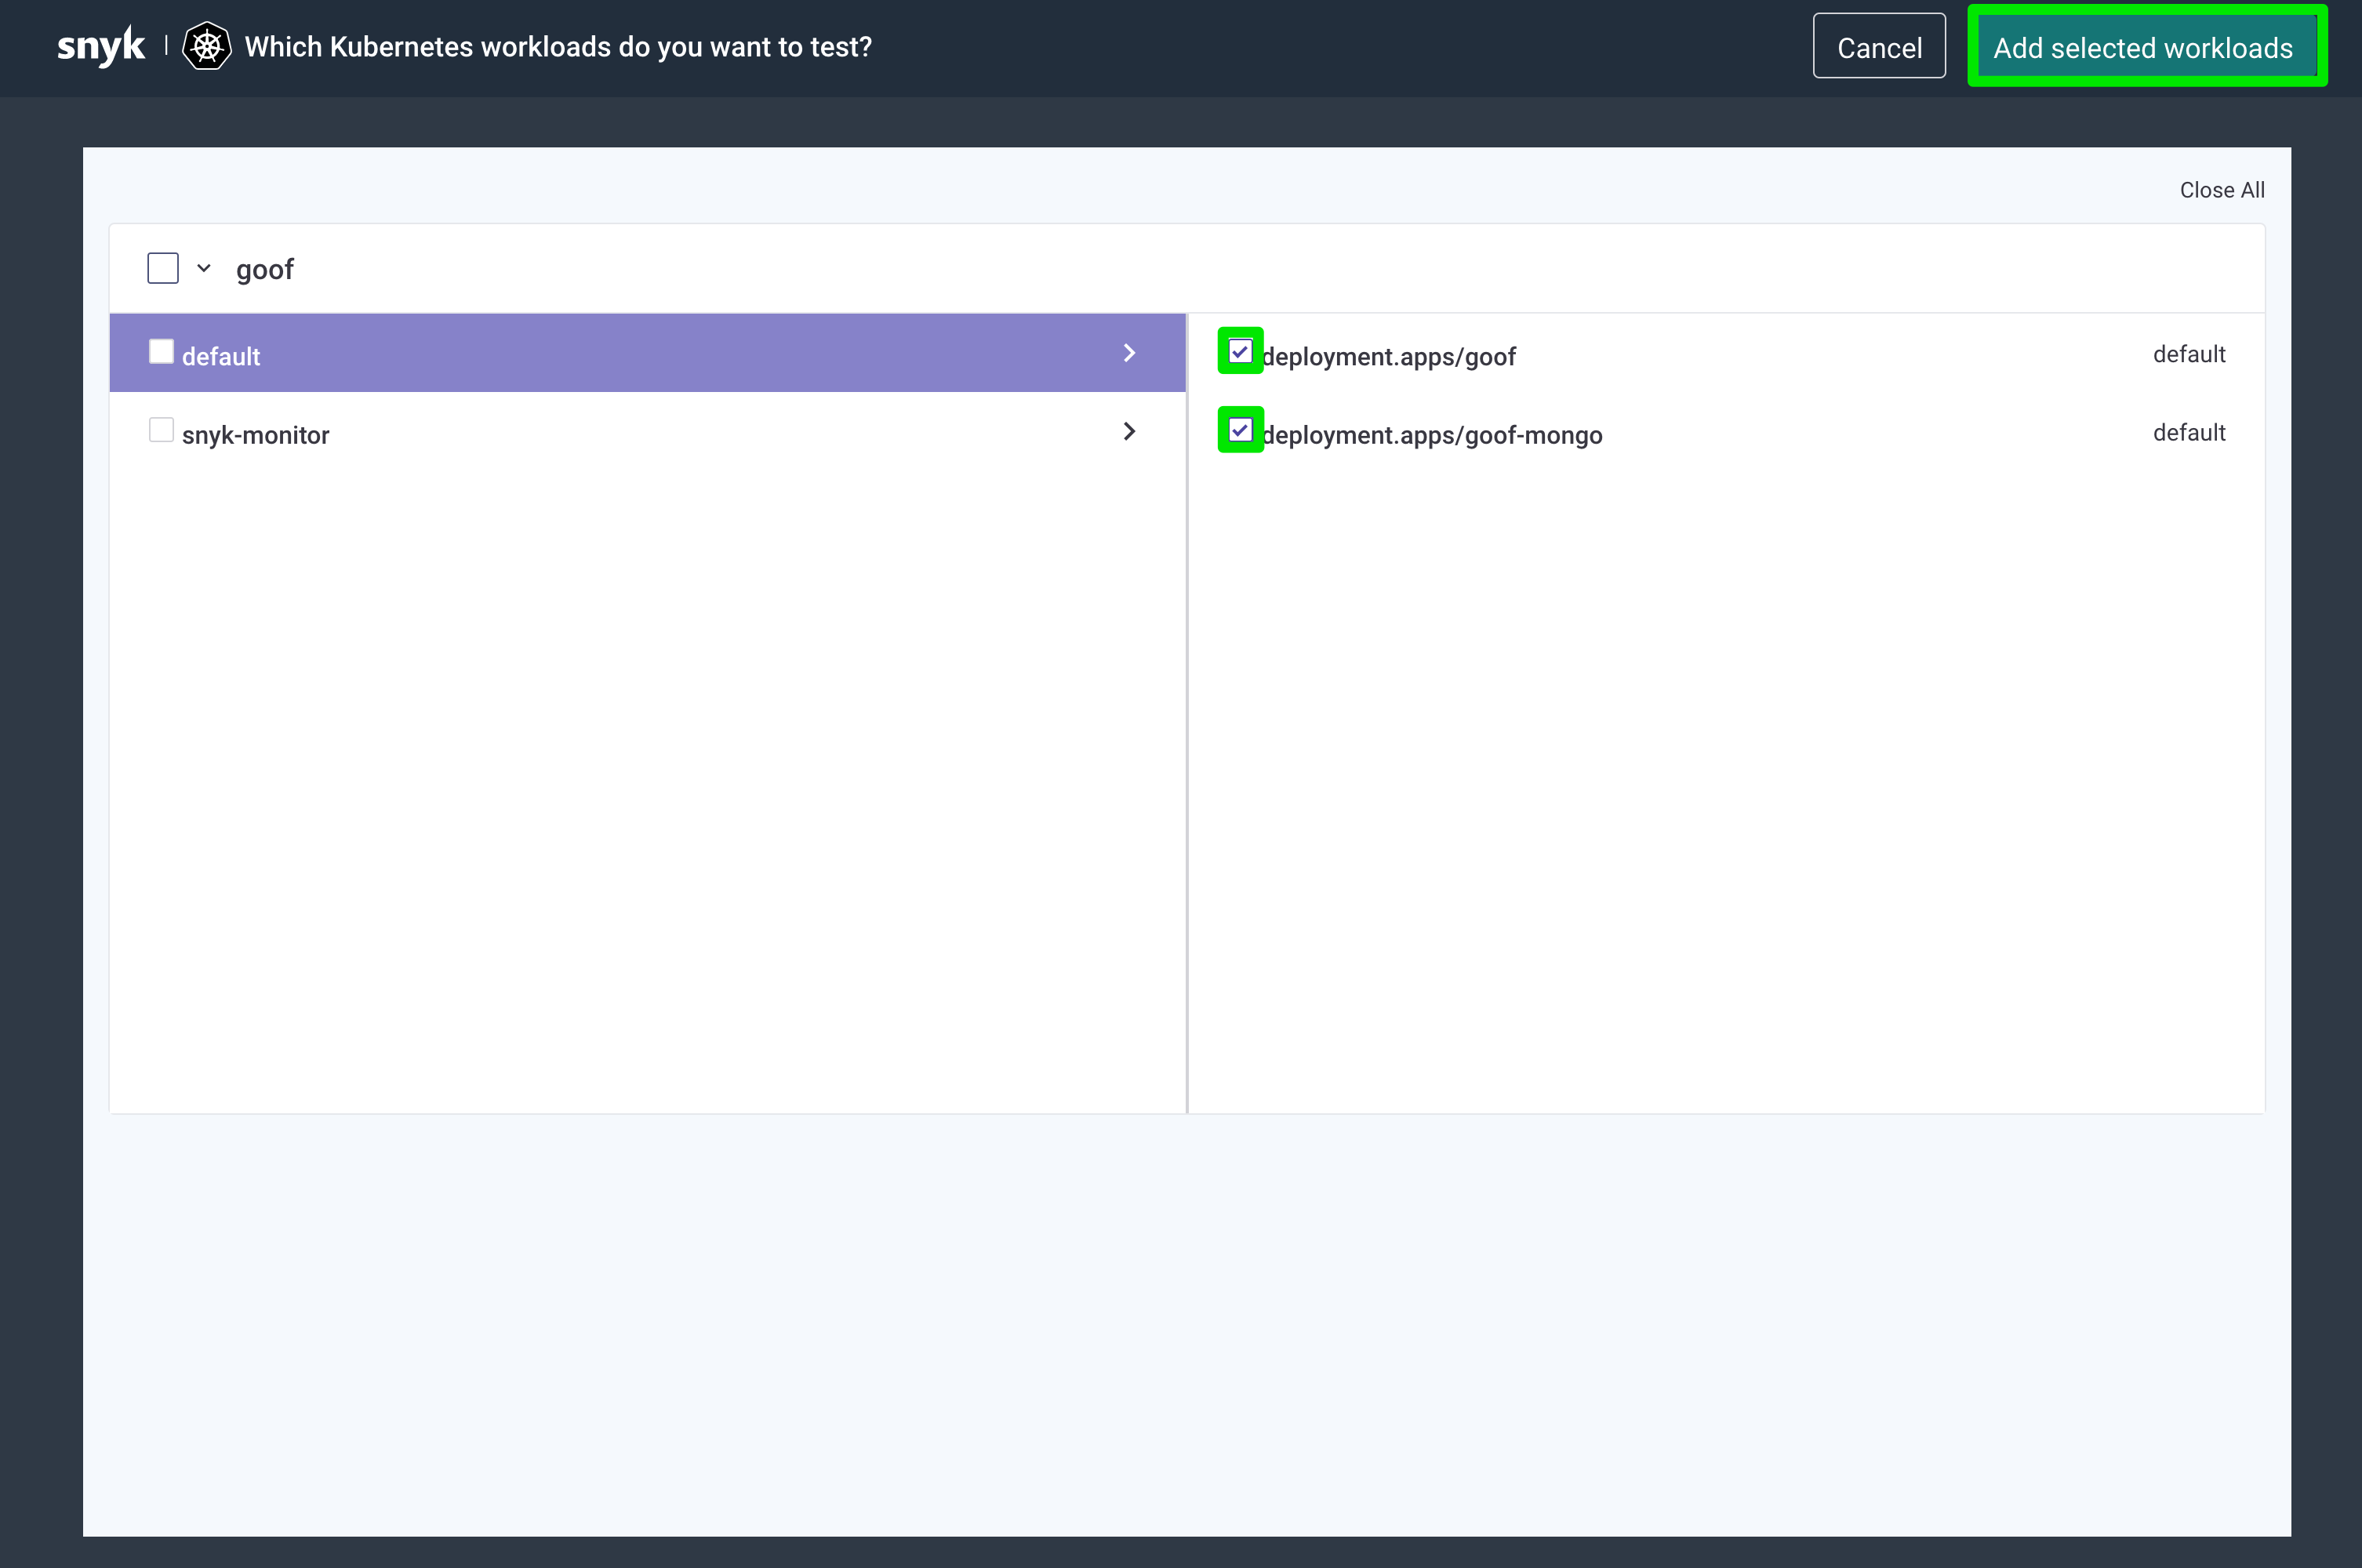 snyk | Which Kubernetes workloads do you want to test? Cancel Add selected workloads
Close All
goof
default deployment.apps/goof default
snyk-monitor deployment.apps/goof-mongo default